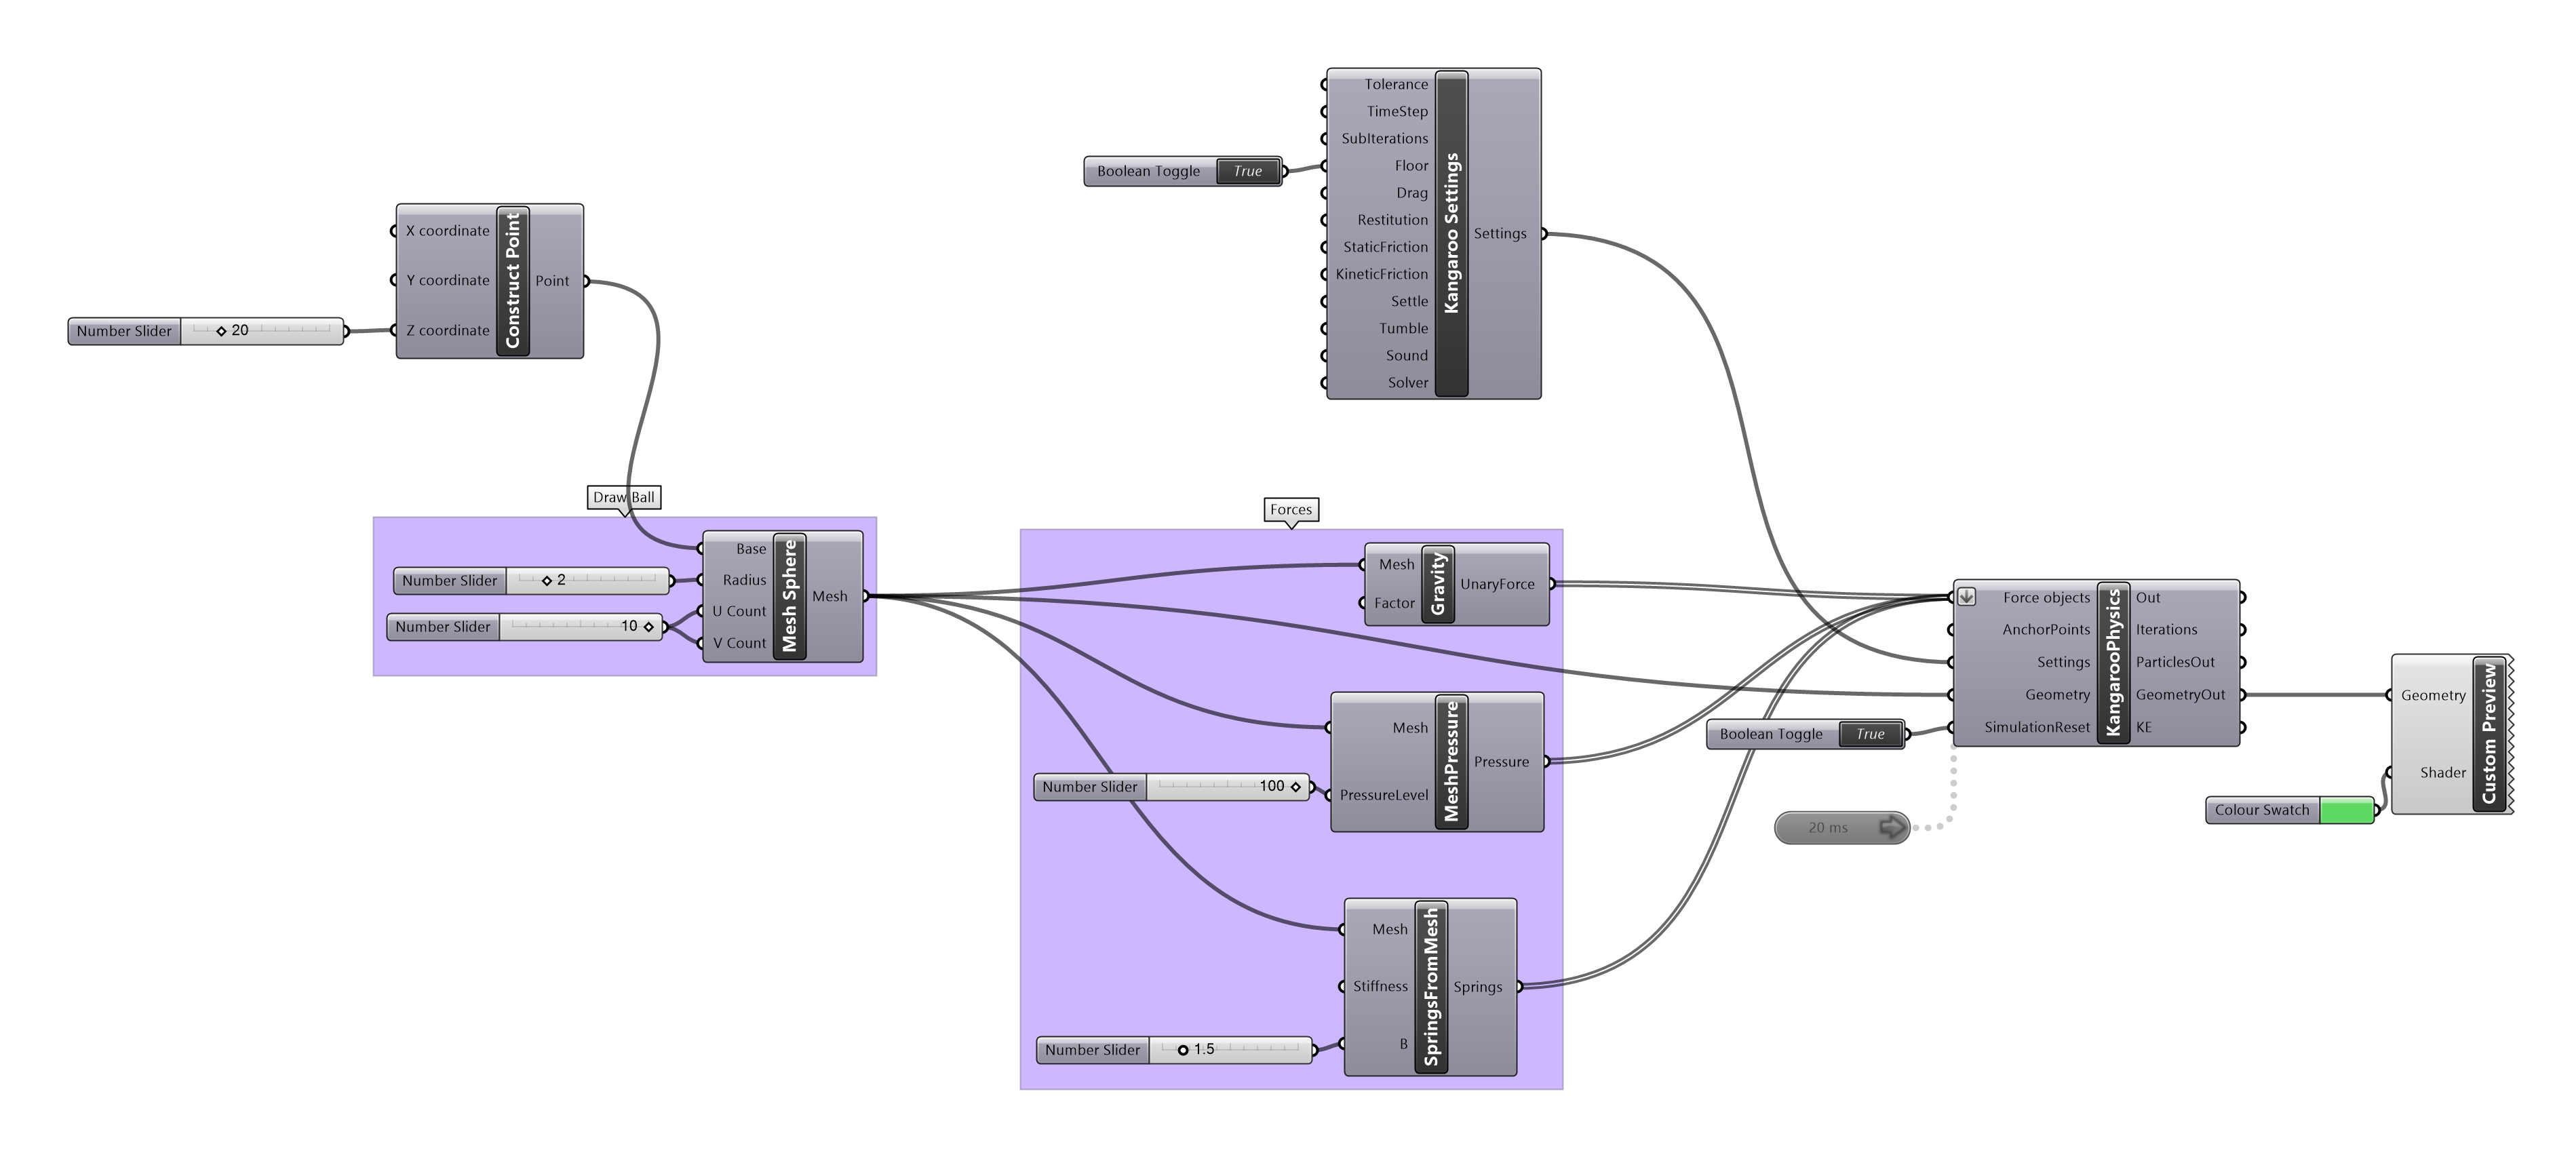 Tolerance
TimeStep
SubIterations
Boolean Toggle True
Floor
Drag
Restitution
StaticFriction
KineticFriction
Settle
Tumble
Sound
Solver
Kangaroo Settings
Settings
X coordinate
Y coordinate
Number Slider 20
Z coordinate
Construct Point
Point
Draw Ball
Base
Number Slider 2
Radius
U Count
Number Slider 10
V Count
Mesh Sphere
Mesh
Forces
Mesh
Factor
Gravity
UnaryForce
Mesh
Number Slider 100
PressureLevel
MeshPressure
Pressure
Mesh
Stiffness
Number Slider 1.5
B
SpringsFromMesh
Springs
Force objects
AnchorPoints
Settings
Geometry
Boolean Toggle True
SimulationReset
KangarooPhysics
Out
Iterations
ParticlesOut
GeometryOut
KE
20 ms
Geometry
Colour Swatch
Shader
Custom Preview